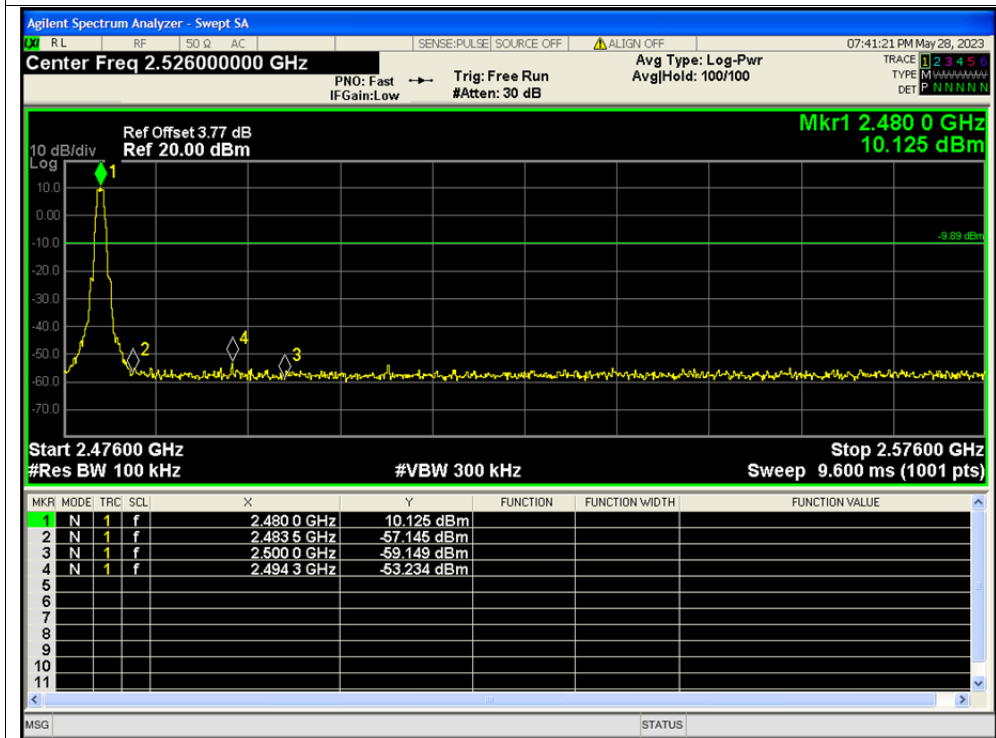 Agilent Spectrum Analyzer - Swept SA
LXI RL RF 50 Ω AC SENSE:PULSE SOURCE OFF ALIGN OFF 07:41:21 PM May 28, 2023
Center Freq 2.526000000 GHz
PNO: Fast Trig: Free Run Avg Type: Log-Pwr TRACE 1 2 3 4 5 6
IFGain:Low #Atten: 30 dB Avg|Hold: 100/100 TYPE M WWWWW
DET P N N N N N
Mkr1 2.480 0 GHz
10.125 dBm
Ref Offset 3.77 dB
10 dB/div Ref 20.00 dBm
Log
1
10.0
0.00
-9.89 dBm
-10.0
-20.0
-30.0
-40.0
4
2
3
-50.0
-60.0
-70.0
Start 2.47600 GHz Stop 2.57600 GHz
#Res BW 100 kHz #VBW 300 kHz Sweep 9.600 ms (1001 pts)
MKR MODE TRC SCL X Y FUNCTION FUNCTION WIDTH FUNCTION VALUE
1 N 1 f 2.480 0 GHz 10.125 dBm
2 N 1 f 2.483 5 GHz -57.145 dBm
3 N 1 f 2.500 0 GHz -59.149 dBm
4 N 1 f 2.494 3 GHz -53.234 dBm
5
6
7
8
9
10
11
MSG STATUS